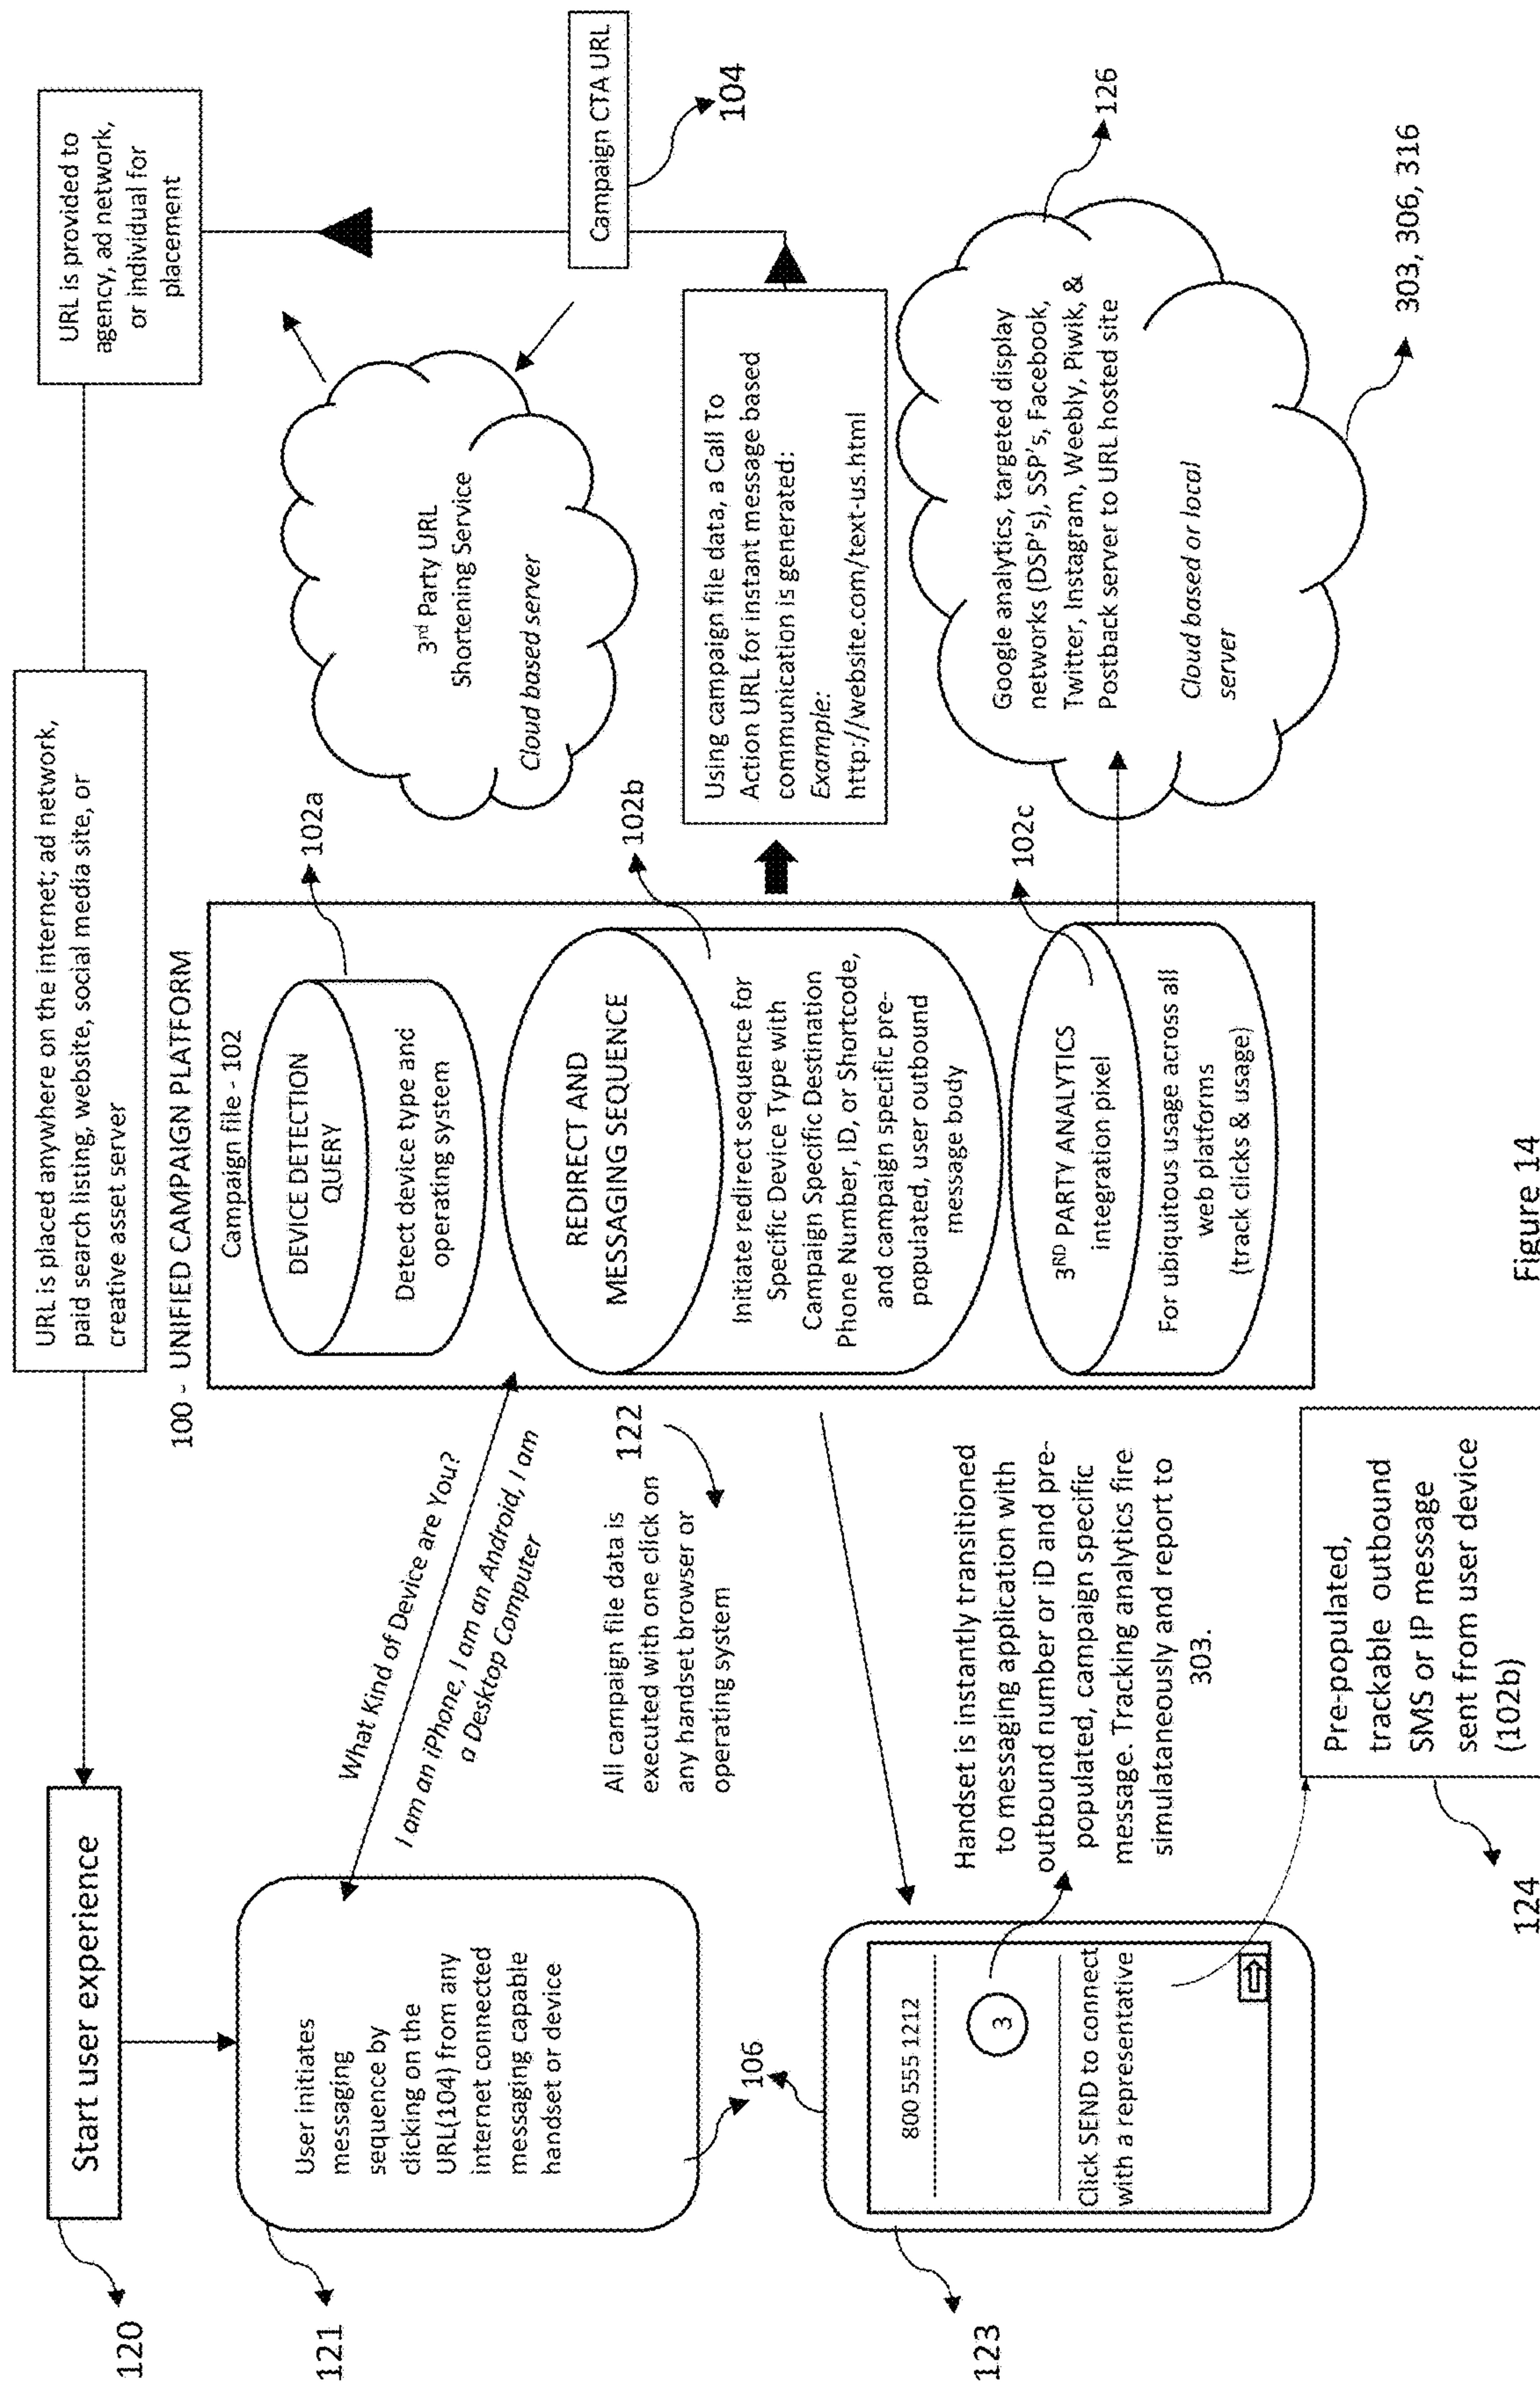 120
Start user experience
URL is placed anywhere on the internet; ad network,
paid search listing, website, social media site, or
creative asset server
URL is provided to
agency, ad network,
or individual for
placement
121
User initiates
messaging
sequence by
clicking on the
URL(104) from any
internet connected
messaging capable
handset or device
106
What Kind of Device are You?
I am an iPhone, I am an Android, I am
a Desktop Computer
122
All campaign file data is
executed with one click on
any handset browser or
operating system
100 - UNIFIED CAMPAIGN PLATFORM
Campaign file - 102
DEVICE DETECTION
QUERY
Detect device type and
operating system
102a
REDIRECT AND
MESSAGING SEQUENCE
Initiate redirect sequence for
Specific Device Type with
Campaign Specific Destination
Phone Number, ID, or Shortcode,
and campaign specific pre-
populated, user outbound
message body
102b
3RD PARTY ANALYTICS
integration pixel
For ubiquitous usage across all
web platforms
(track clicks & usage)
102c
3rd Party URL
Shortening Service
Cloud based server
Campaign CTA URL
104
Using campaign file data, a Call To
Action URL for instant message based
communication is generated:
Example:
http://website.com/text-us.html
Google analytics, targeted display
networks (DSP's), SSP's, Facebook,
Twitter, Instagram, Weebly, Piwik, &
Postback server to URL hosted site
Cloud based or local
server
126
303, 306, 316
123
800 555 1212
3
Click SEND to connect
with a representative
Handset is instantly transitioned
to messaging application with
outbound number or iD and pre-
populated, campaign specific
message. Tracking analytics fire
simulataneously and report to
303.
Pre-populated,
trackable outbound
SMS or IP message
sent from user device
(102b)
124
Figure 14